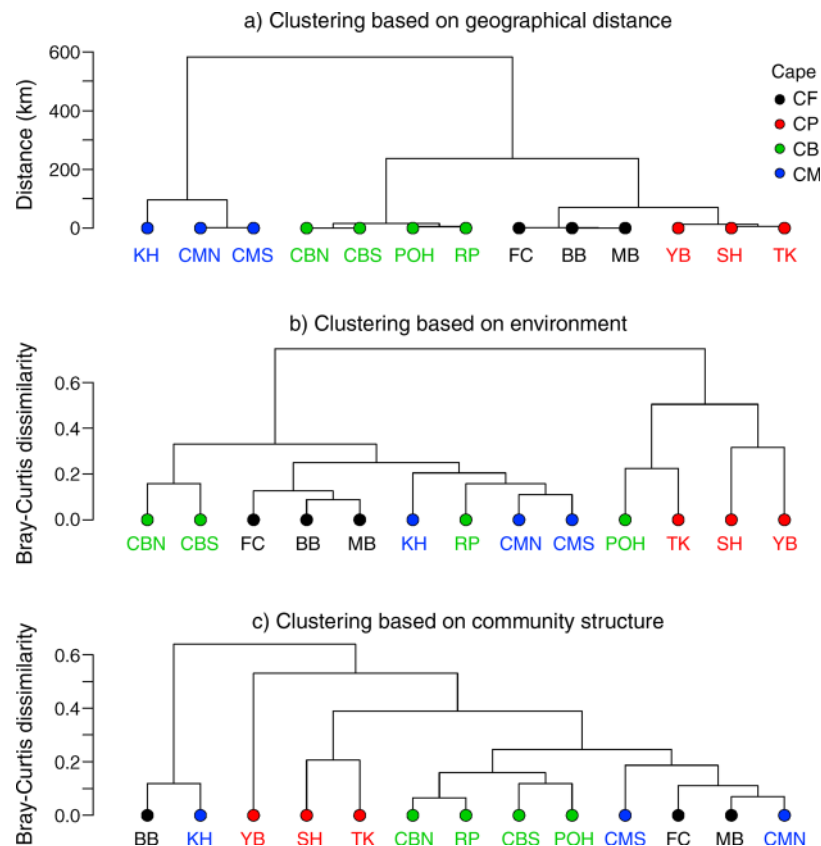 a) Clustering based on geographical distance
Distance (km)
600
400
200
0
Cape
CF
CP
CB
CM
KH CMN CMS CBN CBS POH RP FC BB MB YB SH TK
b) Clustering based on environment
Bray-Curtis dissimilarity
0.6
0.4
0.2
0.0
CBN CBS FC BB MB KH RP CMN CMS POH TK SH YB
c) Clustering based on community structure
Bray-Curtis dissimilarity
0.6
0.4
0.2
0.0
BB KH YB SH TK CBN RP CBS POH CMS FC MB CMN